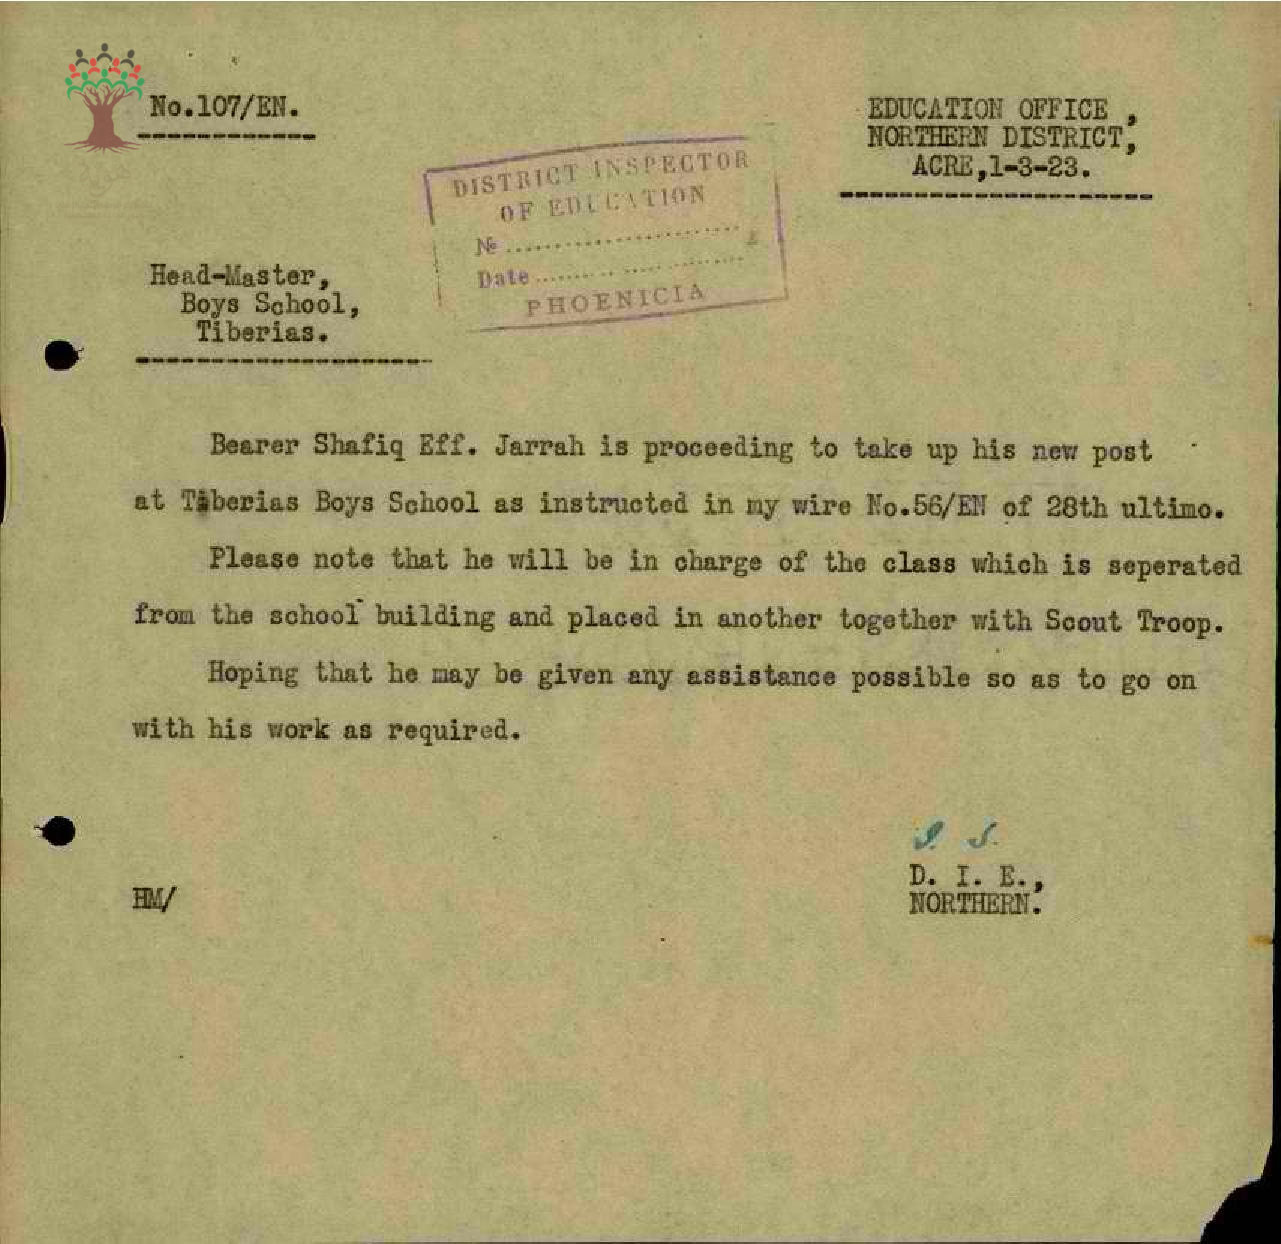 No.107/EN.
EDUCATION OFFICE ,
NORTHERN DISTRICT,
ACRE,1-3-23.
DISTRICT INSPECTOR
OF EDUCATION
№ ........................
Date ........................
PHOENICIA
Head-Master,
Boys School,
Tiberias.
Bearer Shafiq Eff. Jarrah is proceeding to take up his new post
at Tiberias Boys School as instructed in my wire No.56/EN of 28th ultimo.
Please note that he will be in charge of the class which is seperated
from the school building and placed in another together with Scout Troop.
Hoping that he may be given any assistance possible so as to go on
with his work as required.
J. S.
D. I. E.,
NORTHERN.
HM/